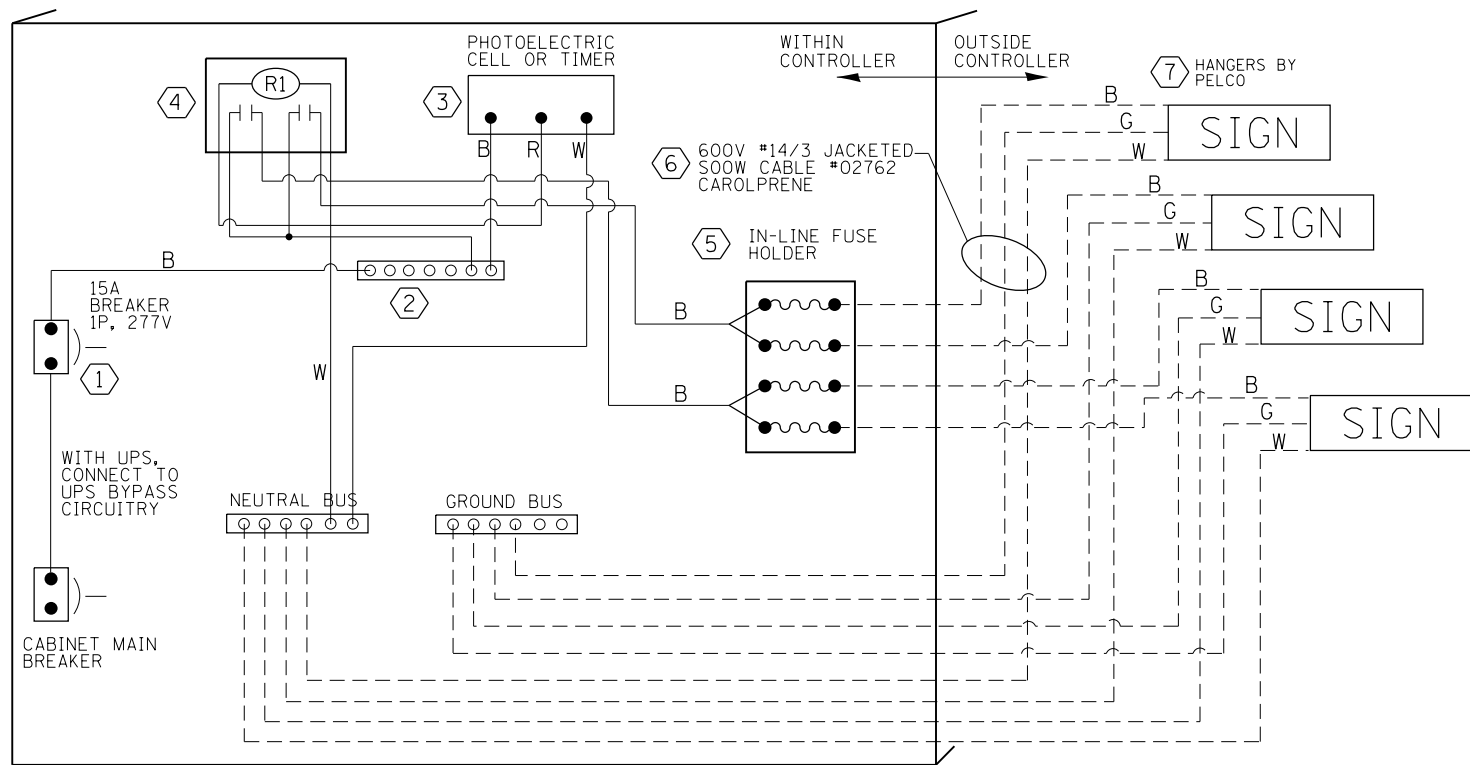 PHOTOELECTRIC
CELL OR TIMER
WITHIN
CONTROLLER
OUTSIDE
CONTROLLER
7
HANGERS BY
PELCO
4
R1
3
B
R
W
6
600V #14/3 JACKETED
SOOW CABLE #02762
CAROLPRENE
B
G
W
SIGN
B
G
W
SIGN
5
IN-LINE FUSE
HOLDER
B
2
15A
BREAKER
1P, 277V
1
W
B
B
B
G
W
SIGN
B
G
W
SIGN
WITH UPS,
CONNECT TO
UPS BYPASS
CIRCUITRY
NEUTRAL BUS
GROUND BUS
CABINET MAIN
BREAKER